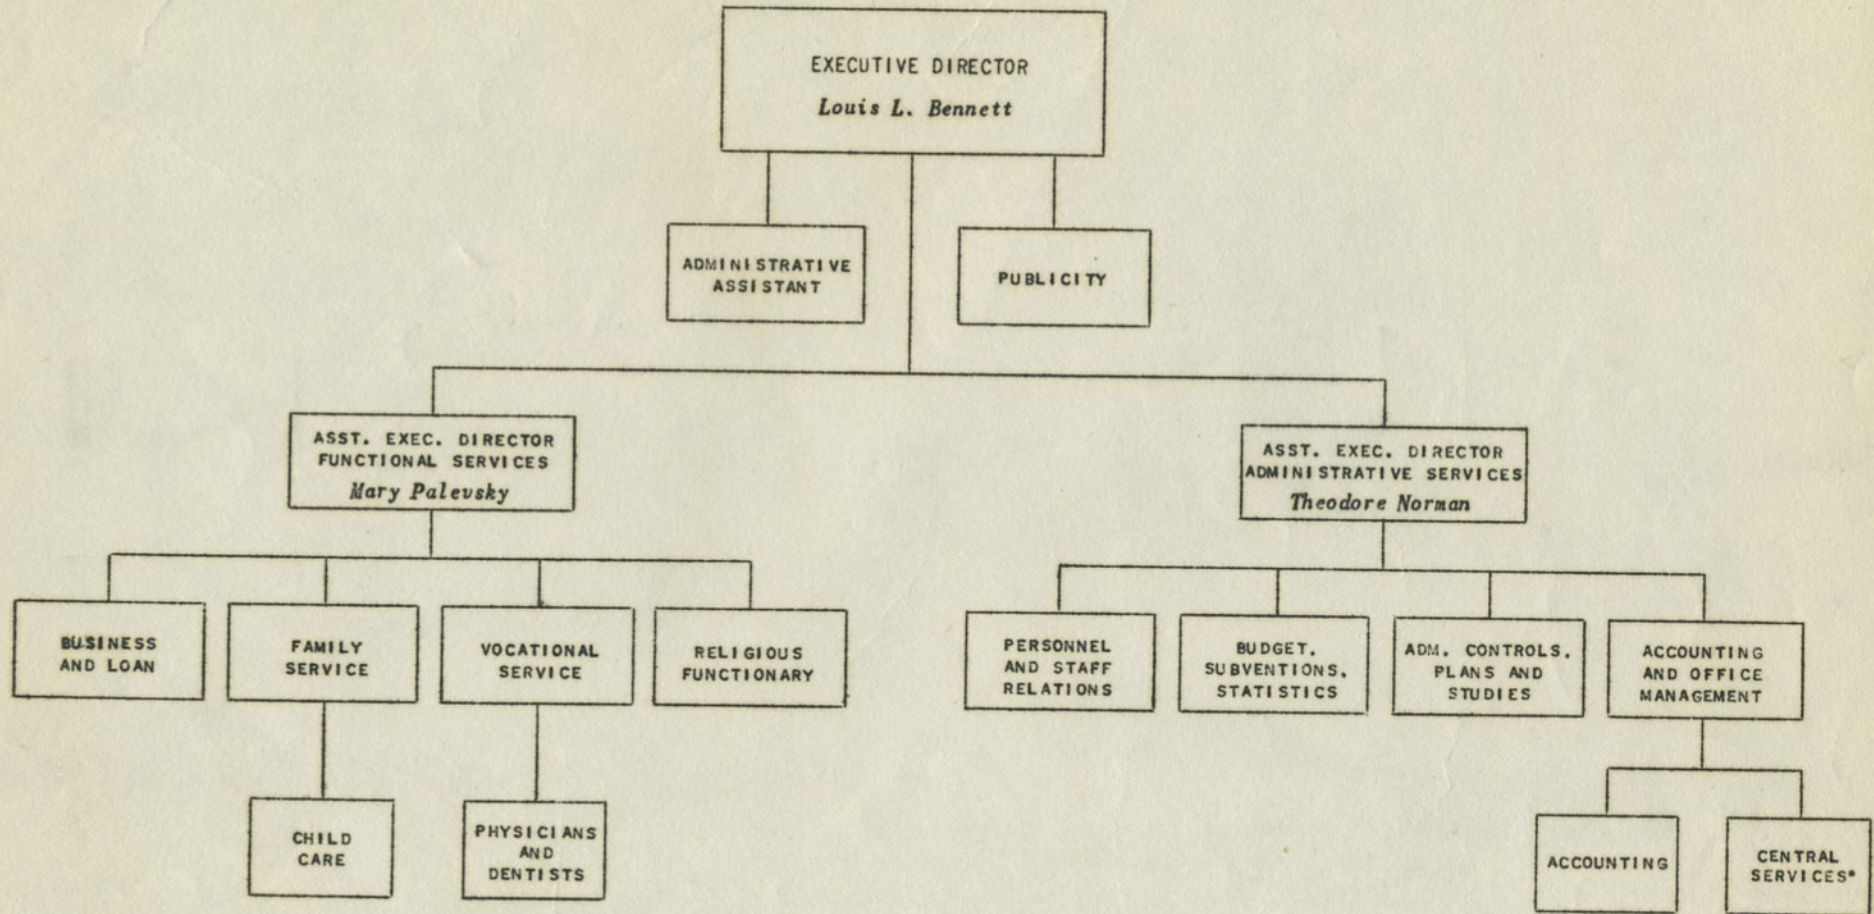 EXECUTIVE DIRECTOR
Louis L. Bennett
ADMINISTRATIVE
ASSISTANT
PUBLICITY
ASST. EXEC. DIRECTOR
FUNCTIONAL SERVICES
Mary Palevsky
ASST. EXEC. DIRECTOR
ADMINISTRATIVE SERVICES
Theodore Norman
BUSINESS
AND LOAN
FAMILY
SERVICE
VOCATIONAL
SERVICE
RELIGIOUS
FUNCTIONARY
PERSONNEL
AND STAFF
RELATIONS
BUDGET,
SUBVENTIONS,
STATISTICS
ADM. CONTROLS,
PLANS AND
STUDIES
ACCOUNTING
AND OFFICE
MANAGEMENT
CHILD
CARE
PHYSICIANS
AND
DENTISTS
ACCOUNTING
CENTRAL
SERVICES*